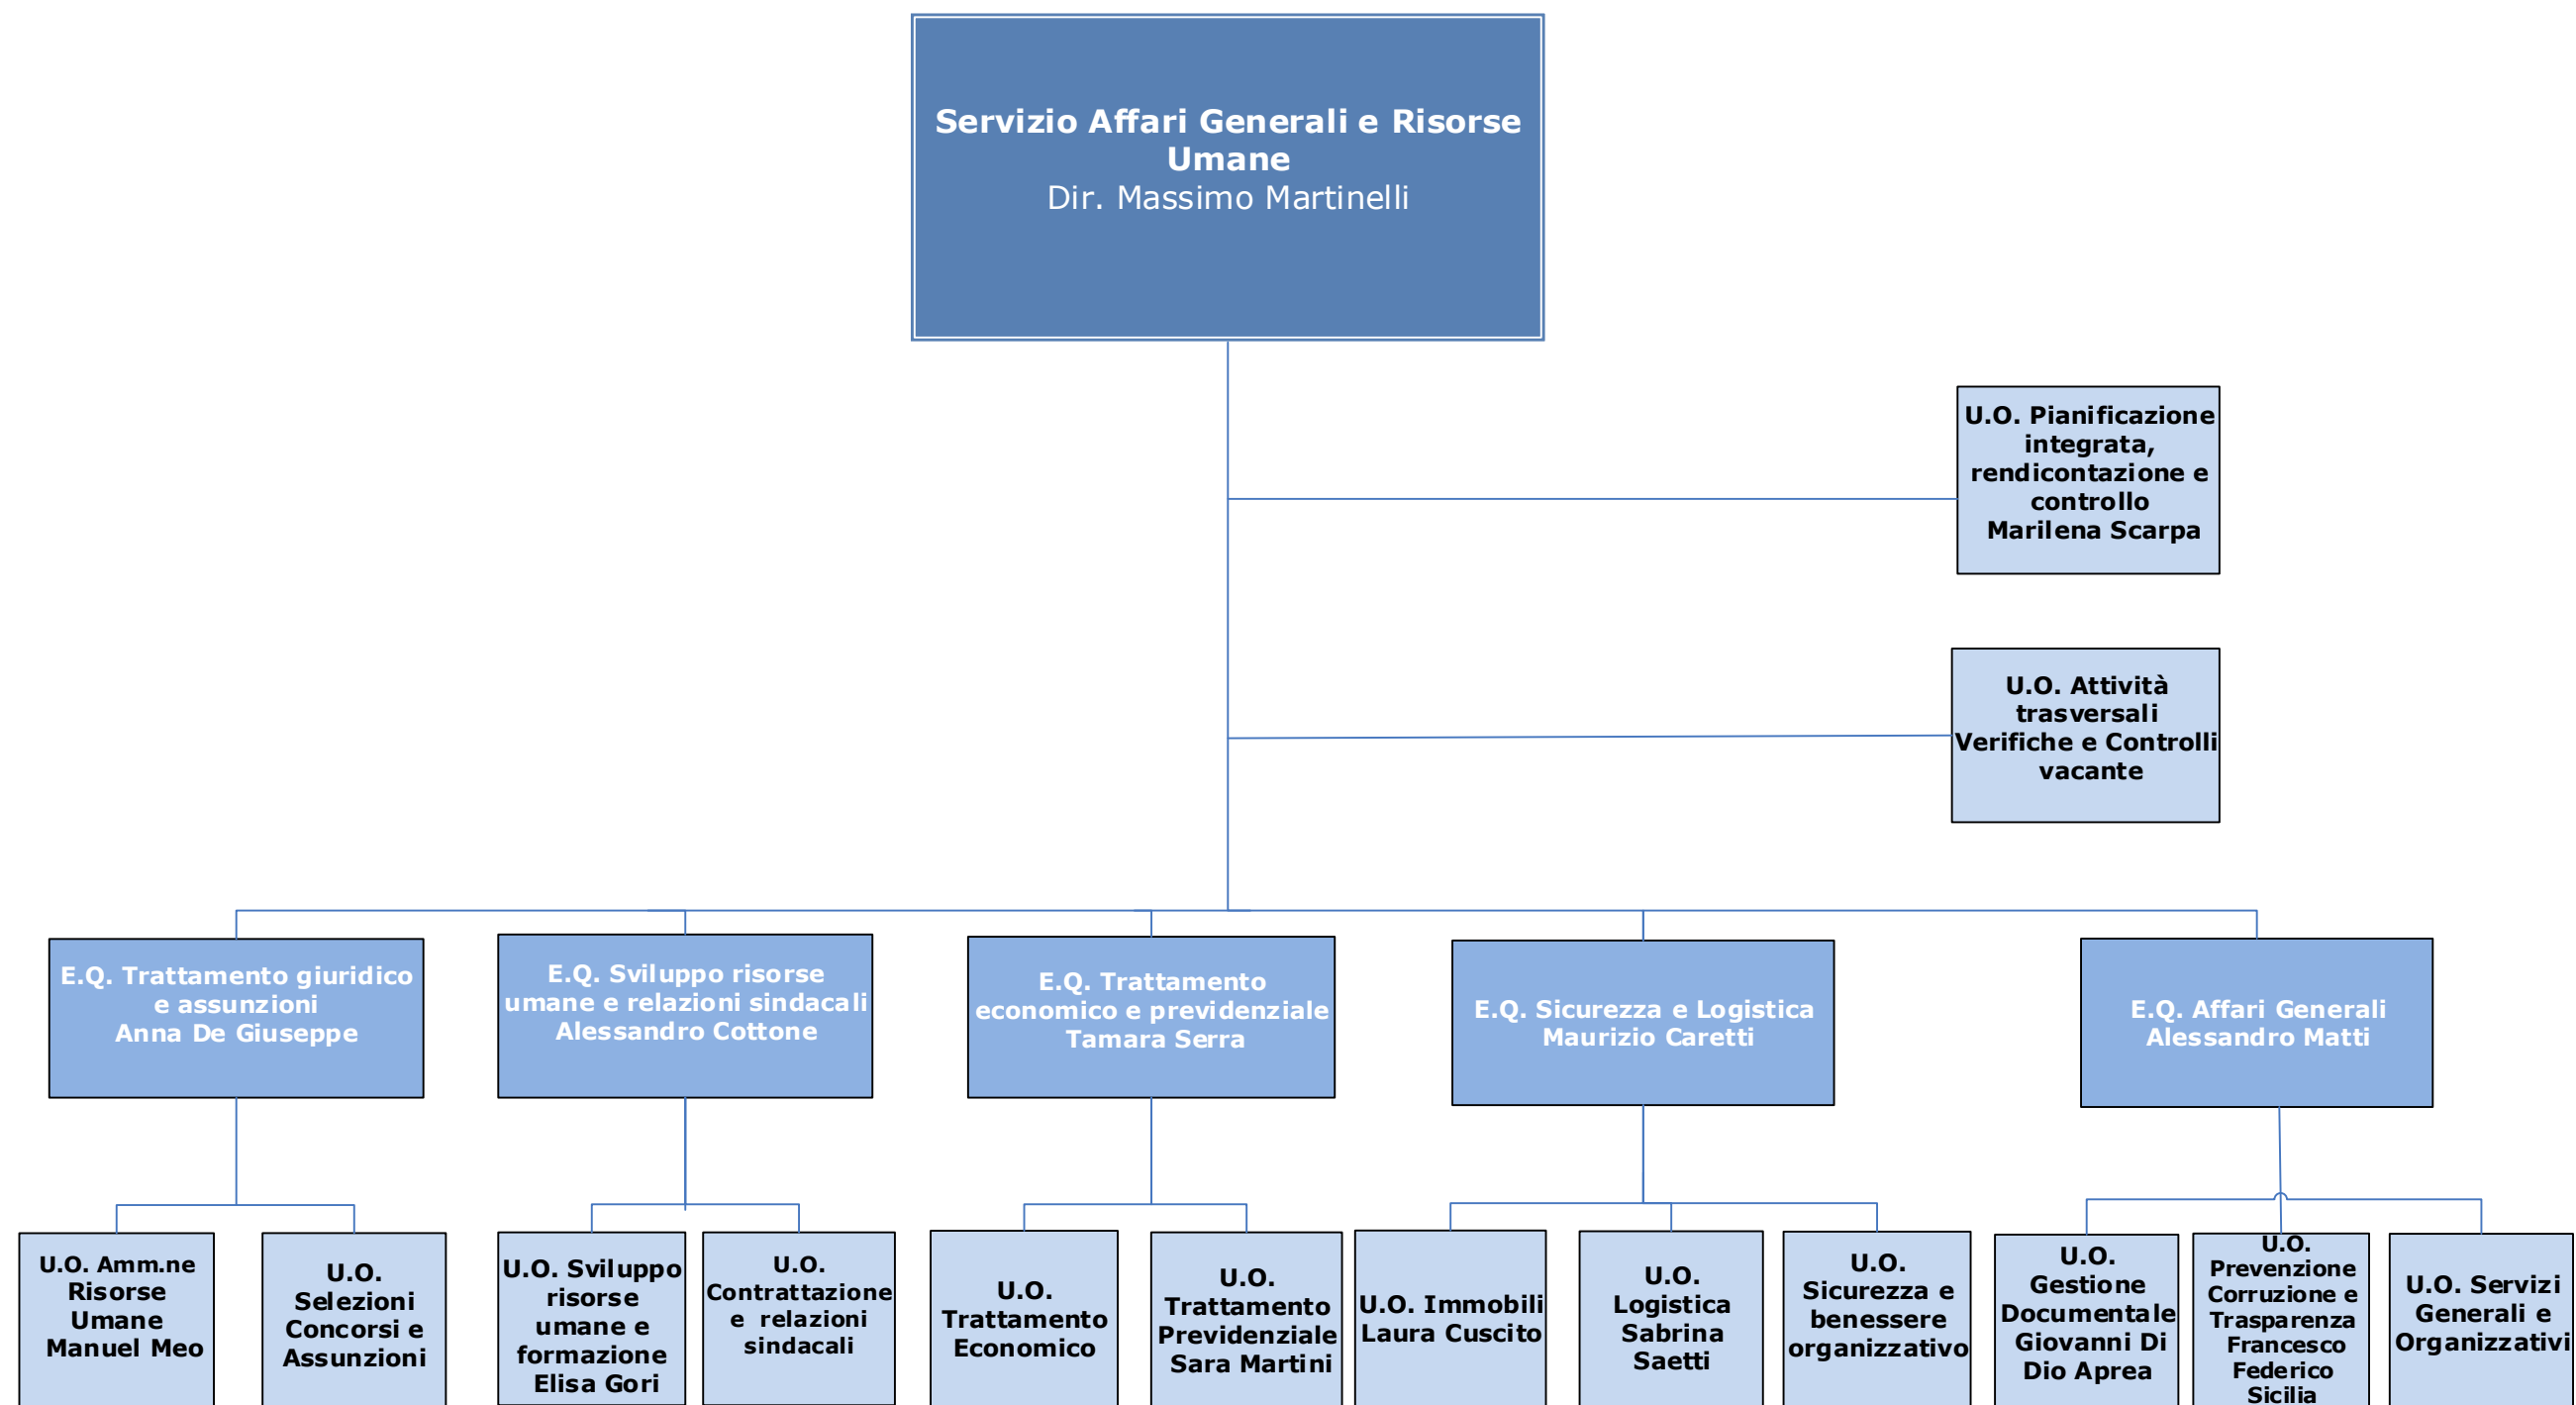 Servizio Affari Generali e Risorse
Umane
Dir. Massimo Martinelli
U.O. Pianificazione
integrata,
rendicontazione e
controllo
Marilena Scarpa
U.O. Attività
trasversali
Verifiche e Controlli
vacante
E.Q. Trattamento giuridico
e assunzioni
Anna De Giuseppe
E.Q. Sviluppo risorse
umane e relazioni sindacali
Alessandro Cottone
E.Q. Trattamento
economico e previdenziale
Tamara Serra
E.Q. Sicurezza e Logistica
Maurizio Caretti
E.Q. Affari Generali
Alessandro Matti
U.O. Amm.ne
Risorse
Umane
Manuel Meo
U.O.
Selezioni
Concorsi e
Assunzioni
U.O. Sviluppo
risorse
umane e
formazione
Elisa Gori
U.O.
Contrattazione
e relazioni
sindacali
U.O.
Trattamento
Economico
U.O.
Trattamento
Previdenziale
Sara Martini
U.O. Immobili
Laura Cuscito
U.O.
Logistica
Sabrina
Saetti
U.O.
Sicurezza e
benessere
organizzativo
U.O.
Gestione
Documentale
Giovanni Di
Dio Aprea
U.O.
Prevenzione
Corruzione e
Trasparenza
Francesco
Federico
Sicilia
U.O. Servizi
Generali e
Organizzativi